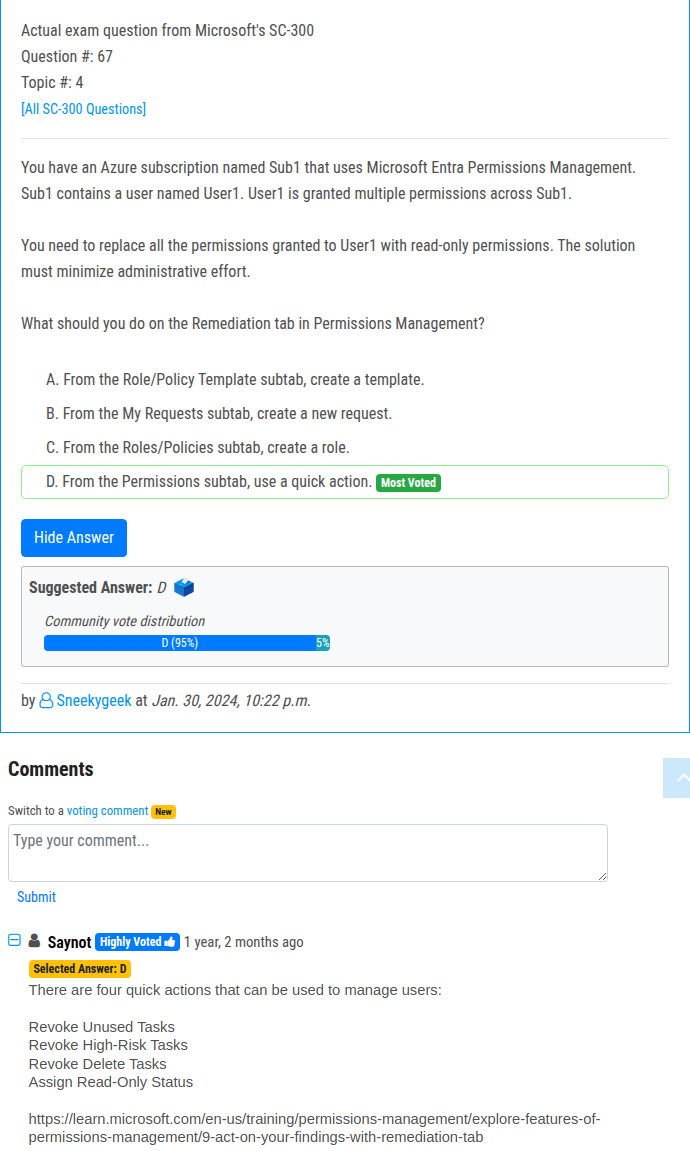 Actual exam question from Microsoft's SC-300
Question #: 67
Topic #: 4
[All SC-300 Questions]
You have an Azure subscription named Sub1 that uses Microsoft Entra Permissions Management.
Sub1 contains a user named User1. User1 is granted multiple permissions across Sub1.
You need to replace all the permissions granted to User1 with read-only permissions. The solution
must minimize administrative effort.
What should you do on the Remediation tab in Permissions Management?
A. From the Role/Policy Template subtab, create a template.
B. From the My Requests subtab, create a new request.
C. From the Roles/Policies subtab, create a role.
D. From the Permissions subtab, use a quick action. Most Voted
Hide Answer
Suggested Answer: D
Community vote distribution
D (95%) 5%
by Sneekygeek at Jan. 30, 2024, 10:22 p.m.
Comments
Switch to a voting comment New
Type your comment...
Submit
Saynot Highly Voted 1 year, 2 months ago
Selected Answer: D
There are four quick actions that can be used to manage users:
Revoke Unused Tasks
Revoke High-Risk Tasks
Revoke Delete Tasks
Assign Read-Only Status
https://learn.microsoft.com/en-us/training/permissions-management/explore-features-of-
permissions-management/9-act-on-your-findings-with-remediation-tab